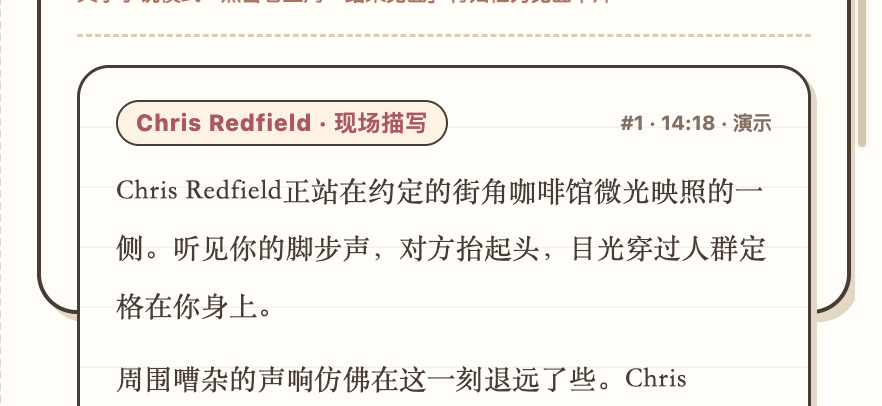 Chris Redfield · 现场描写
#1 · 14:18 · 演示
Chris Redfield正站在约定的街角咖啡馆微光映照的一
侧。听见你的脚步声，对方抬起头，目光穿过人群定
格在你身上。
周围嘈杂的声响仿佛在这一刻退远了些。Chris